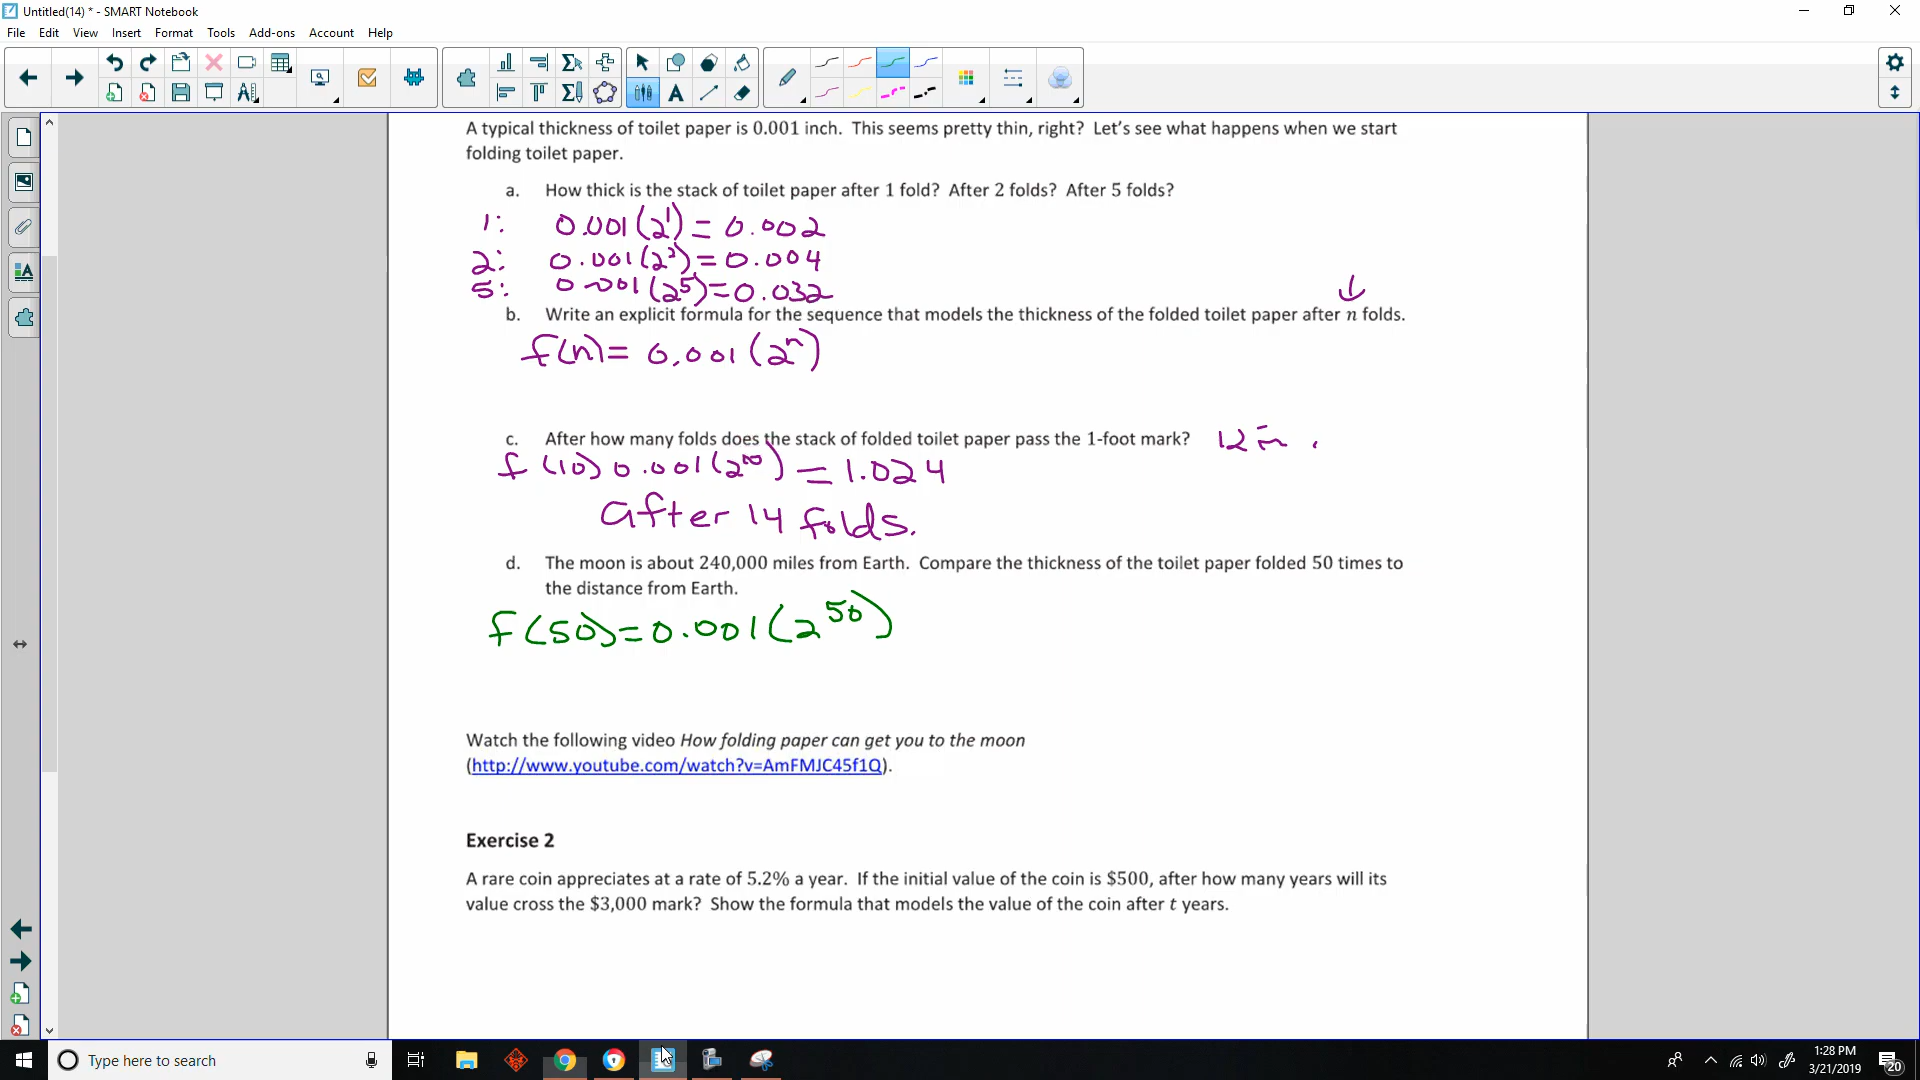 Untitled(14) * - SMART Notebook
File Edit View Insert Format Tools Add-ons Account Help
A typical thickness of toilet paper is 0.001 inch. This seems pretty thin, right? Let's see what happens when we start
folding toilet paper.
a. How thick is the stack of toilet paper after 1 fold? After 2 folds? After 5 folds?
1: 0.001(2¹) = 0.002
2: 0.001(2²) = 0.004
5: 0.001(2⁵) = 0.032
b. Write an explicit formula for the sequence that models the thickness of the folded toilet paper after n folds.
f(n) = 0.001(2ⁿ)
c. After how many folds does the stack of folded toilet paper pass the 1-foot mark? 12 in .
f(10) 0.001(2¹⁰) = 1.024
after 14 folds.
d. The moon is about 240,000 miles from Earth. Compare the thickness of the toilet paper folded 50 times to
the distance from Earth.
f(50) = 0.001(2⁵⁰)
Watch the following video How folding paper can get you to the moon
(http://www.youtube.com/watch?v=AmFMJC45f1Q).
Exercise 2
A rare coin appreciates at a rate of 5.2% a year. If the initial value of the coin is $500, after how many years will its
value cross the $3,000 mark? Show the formula that models the value of the coin after t years.
Type here to search
1:28 PM
3/21/2019
20